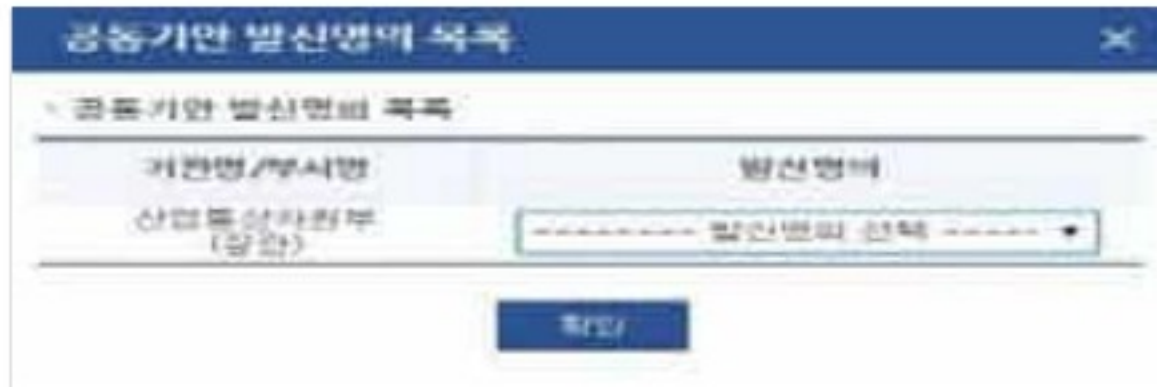 공동기안 발신명의 목록
공동기안 발신명의 목록
기관명/부서명 발신명의
산업통상자원부 -------- 발신명의 선택 -----
(장관)
확인